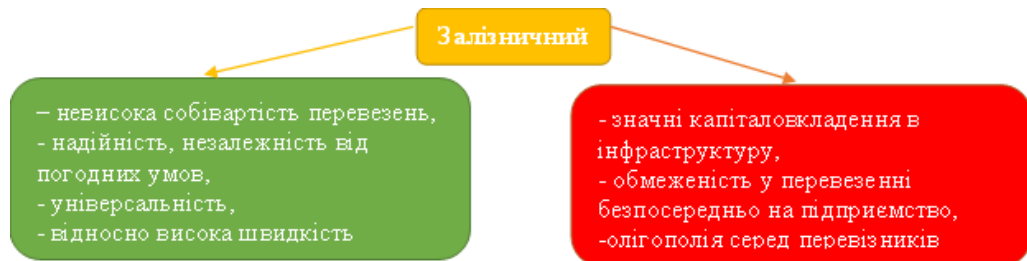 Залізничний
– невисока собівартість перевезень,
- надійність, незалежність від
погодних умов,
- універсальність,
- відносно висока швидкість
- значні капіталовкладення в
інфраструктуру,
- обмеженість у перевезенні
безпосередньо на підприємство,
-олігополія серед перевізників